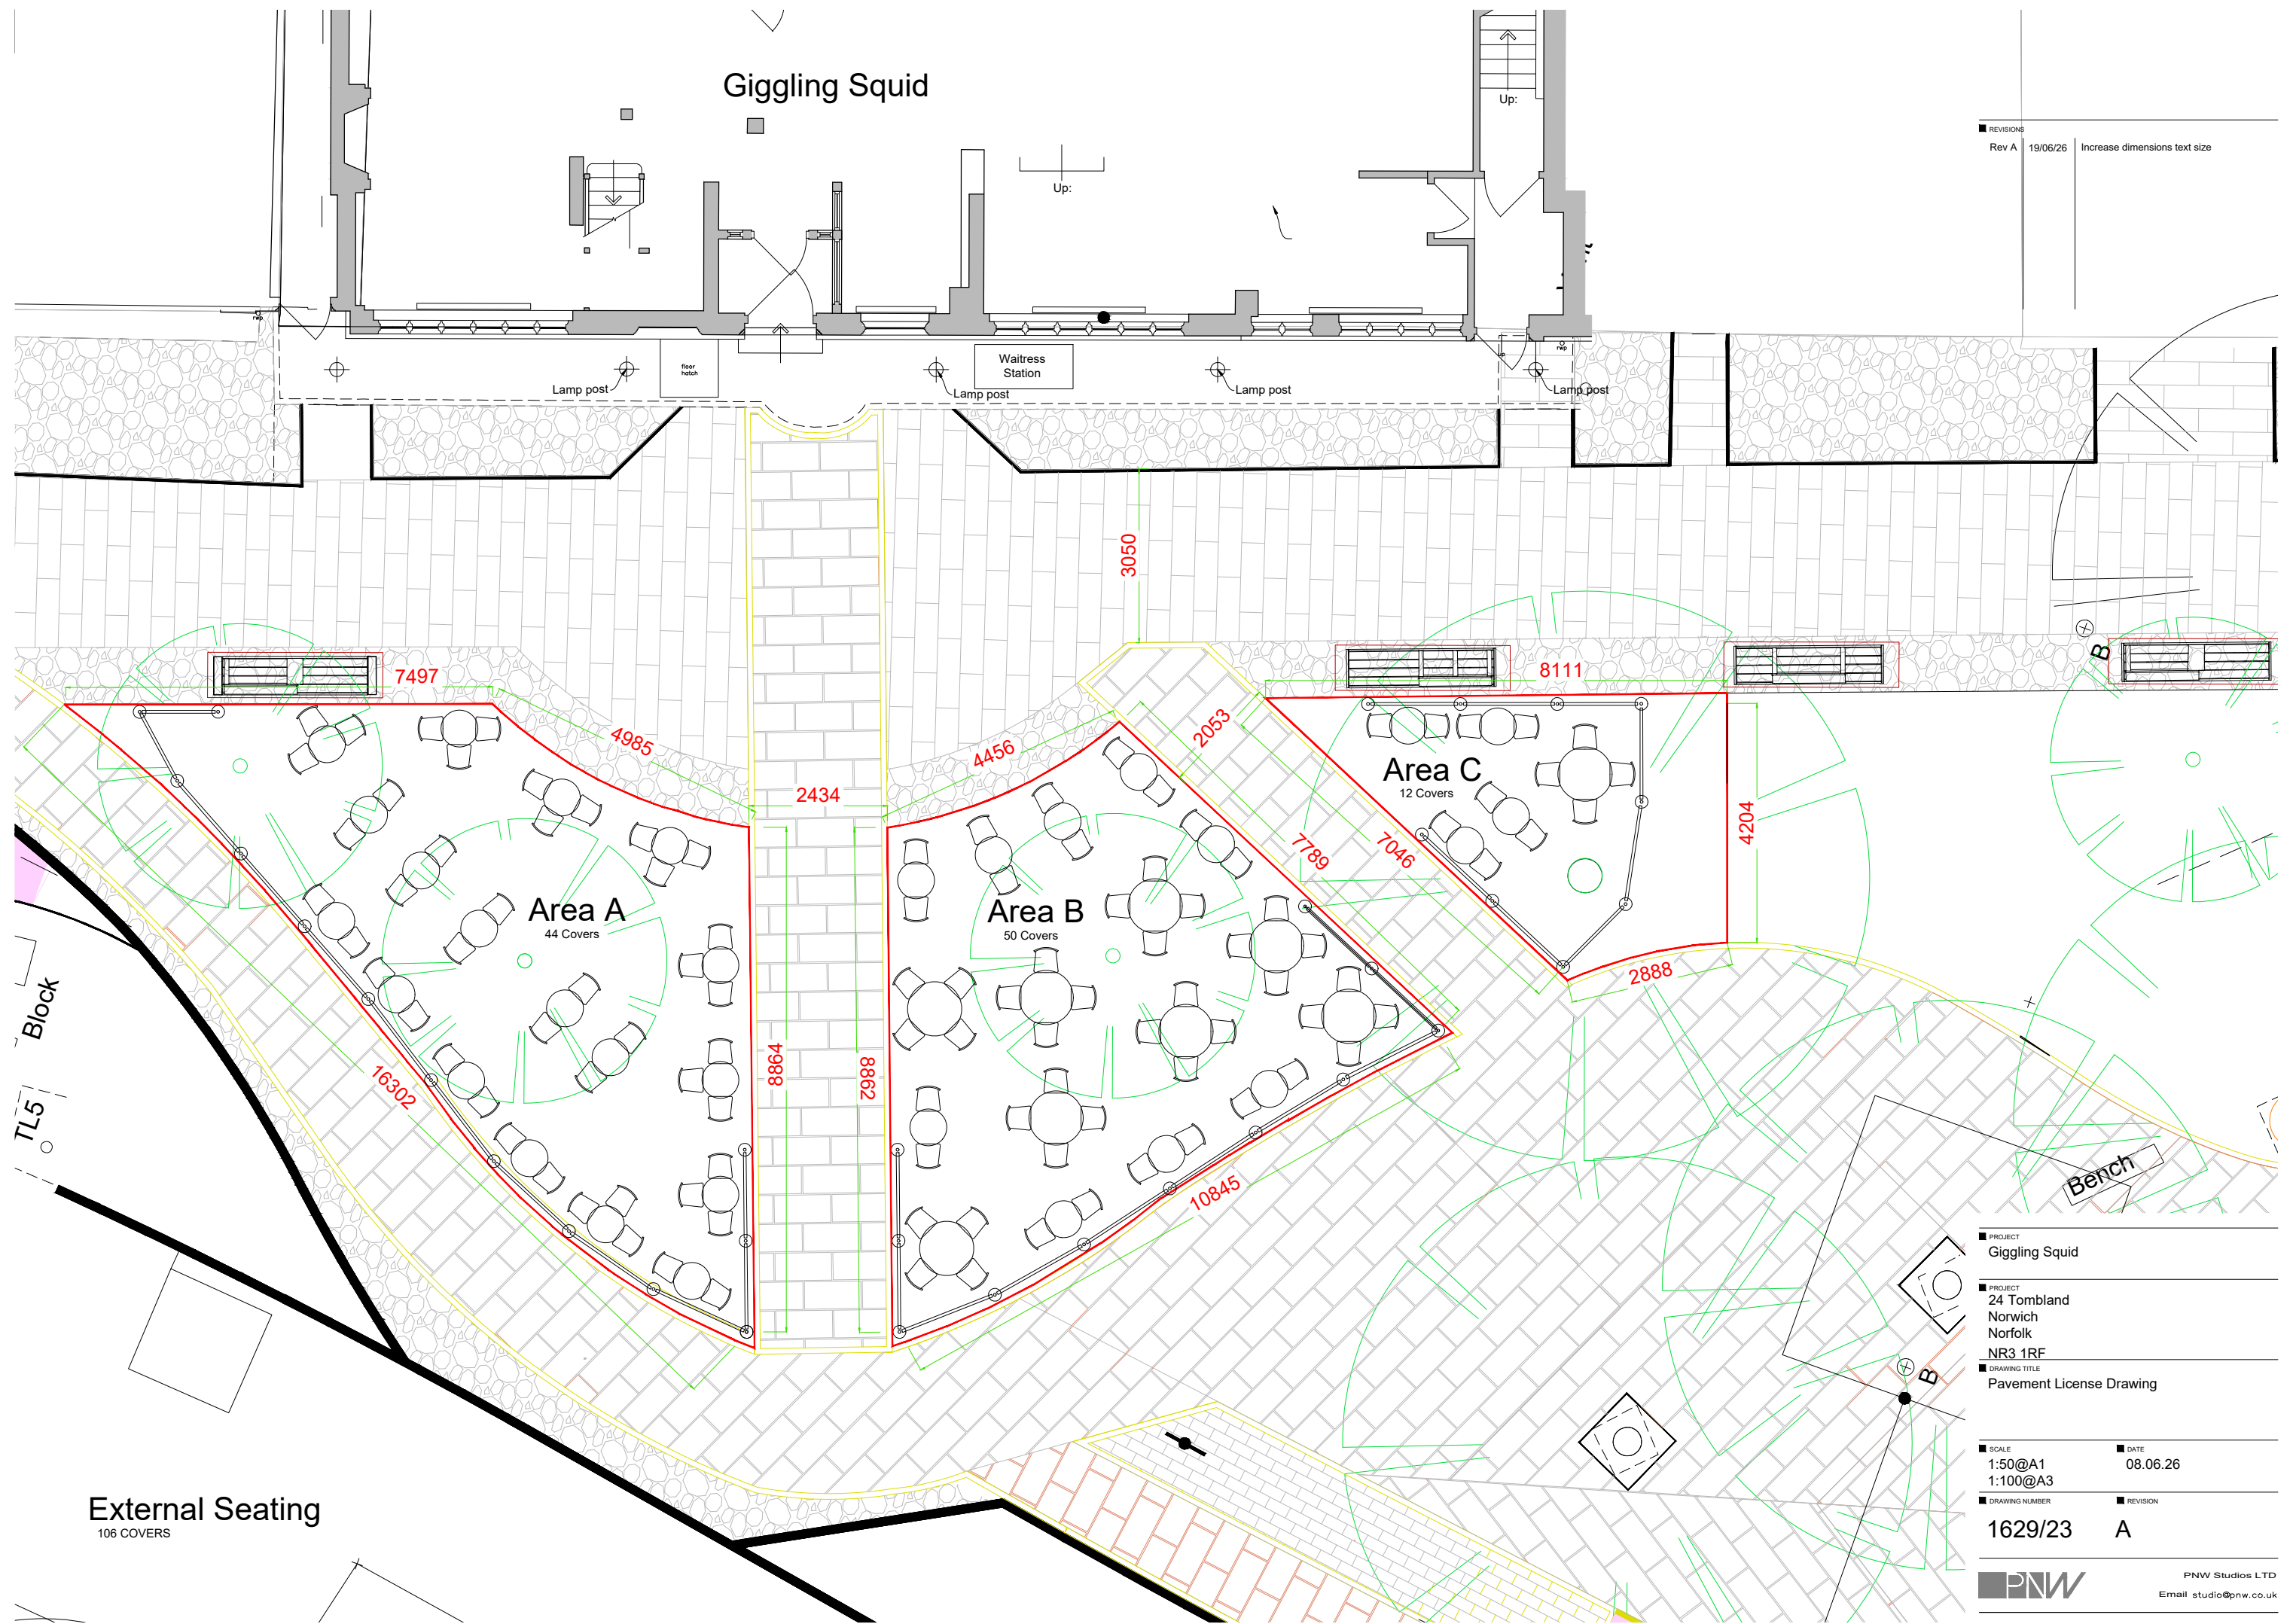 Giggling Squid
Up:
Up:
REVISIONS
Rev A 19/06/26 Increase dimensions text size
rwp
rwp
Lamp post
floor
hatch
Lamp post
Waitress
Station
Lamp post
Lamp post
3050
7497
4985
2434
4456
2053
8111
4204
7789
7046
2888
Area A
44 Covers
Area B
50 Covers
Area C
12 Covers
8864
8862
16302
10845
B
Block
TL5
Bench
B
External Seating
106 COVERS
PROJECT
Giggling Squid
PROJECT
24 Tombland
Norwich
Norfolk
NR3 1RF
DRAWING TITLE
Pavement License Drawing
SCALE
1:50@A1
1:100@A3
DATE
08.06.26
DRAWING NUMBER
1629/23
REVISION
A
PNW
PNW Studios LTD
Email studio@pnw.co.uk